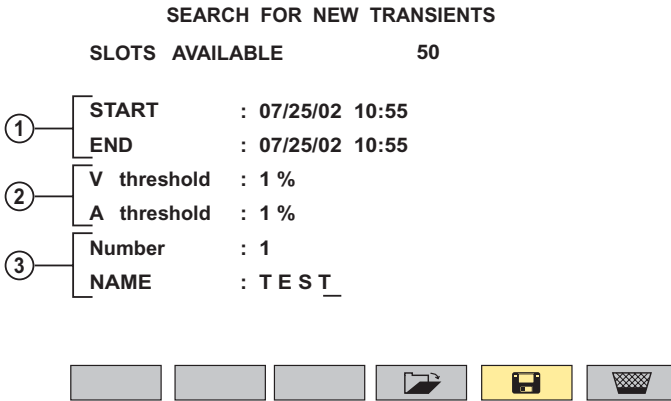 SEARCH FOR NEW TRANSIENTS
SLOTS AVAILABLE 50
1 START : 07/25/02 10:55
END : 07/25/02 10:55
2 V threshold : 1 %
A threshold : 1 %
3 Number : 1
NAME : T E S T_